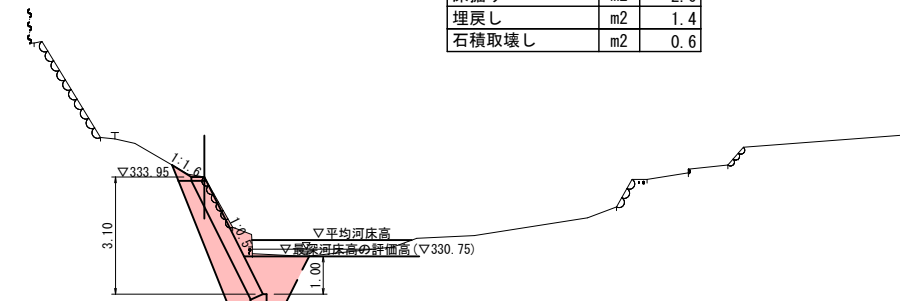 埋戻し m2 1.4
石積取壊し m2 0.6
1:1.6
▽333.95
1:0.5
3.10
▽平均河床高
▽最深河床高の評価高(▽330.75)
1.00